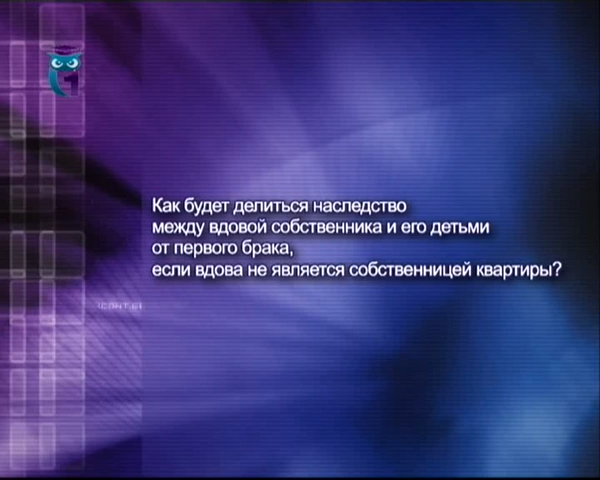 Как будет делиться наследство
между вдовой собственника и его детьми
от первого брака,
если вдова не является собственницей квартиры?